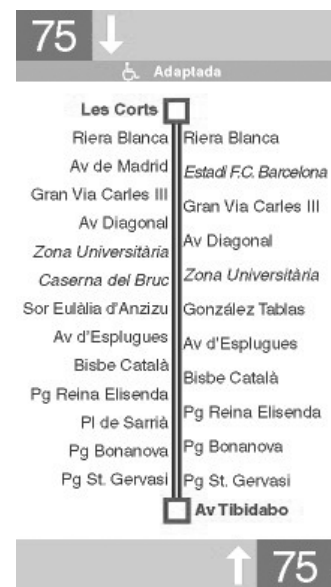 75
Adaptada
Les Corts
Riera Blanca
Av de Madrid
Gran Via Carles III
Av Diagonal
Zona Universitària
Caserna del Bruc
Sor Eulàlia d'Anzizu
Av d'Esplugues
Bisbe Català
Pg Reina Elisenda
Pl de Sarrià
Pg Bonanova
Pg St. Gervasi
Riera Blanca
Estadi F.C. Barcelona
Gran Via Carles III
Av Diagonal
Zona Universitària
González Tablas
Av d'Esplugues
Bisbe Català
Pg Reina Elisenda
Pg Bonanova
Pg St. Gervasi
Av Tibidabo
75